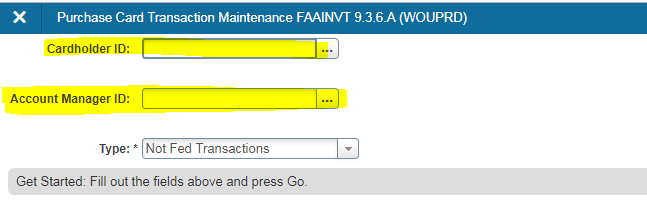 Purchase Card Transaction Maintenance FAAINVT 9.3.6.A (WOUPRD)
Cardholder ID: ...
Account Manager ID: ...
Type: * Not Fed Transactions
Get Started: Fill out the fields above and press Go.